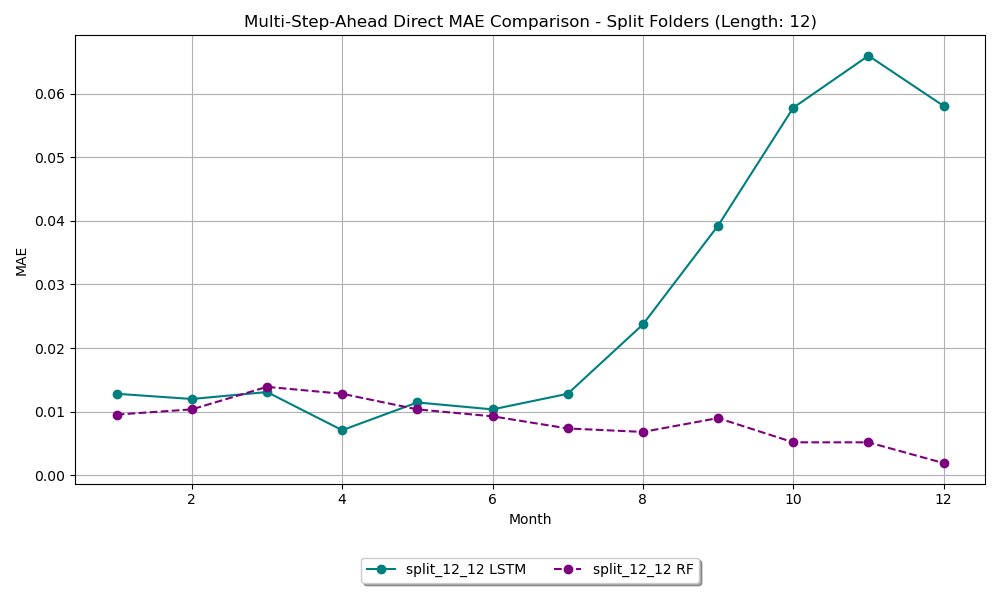 Multi-Step-Ahead Direct MAE Comparison - Split Folders (Length: 12)
MAE
0.06
0.05
0.04
0.03
0.02
0.01
0.00
2 4 6 8 10 12
Month
split_12_12 LSTM split_12_12 RF